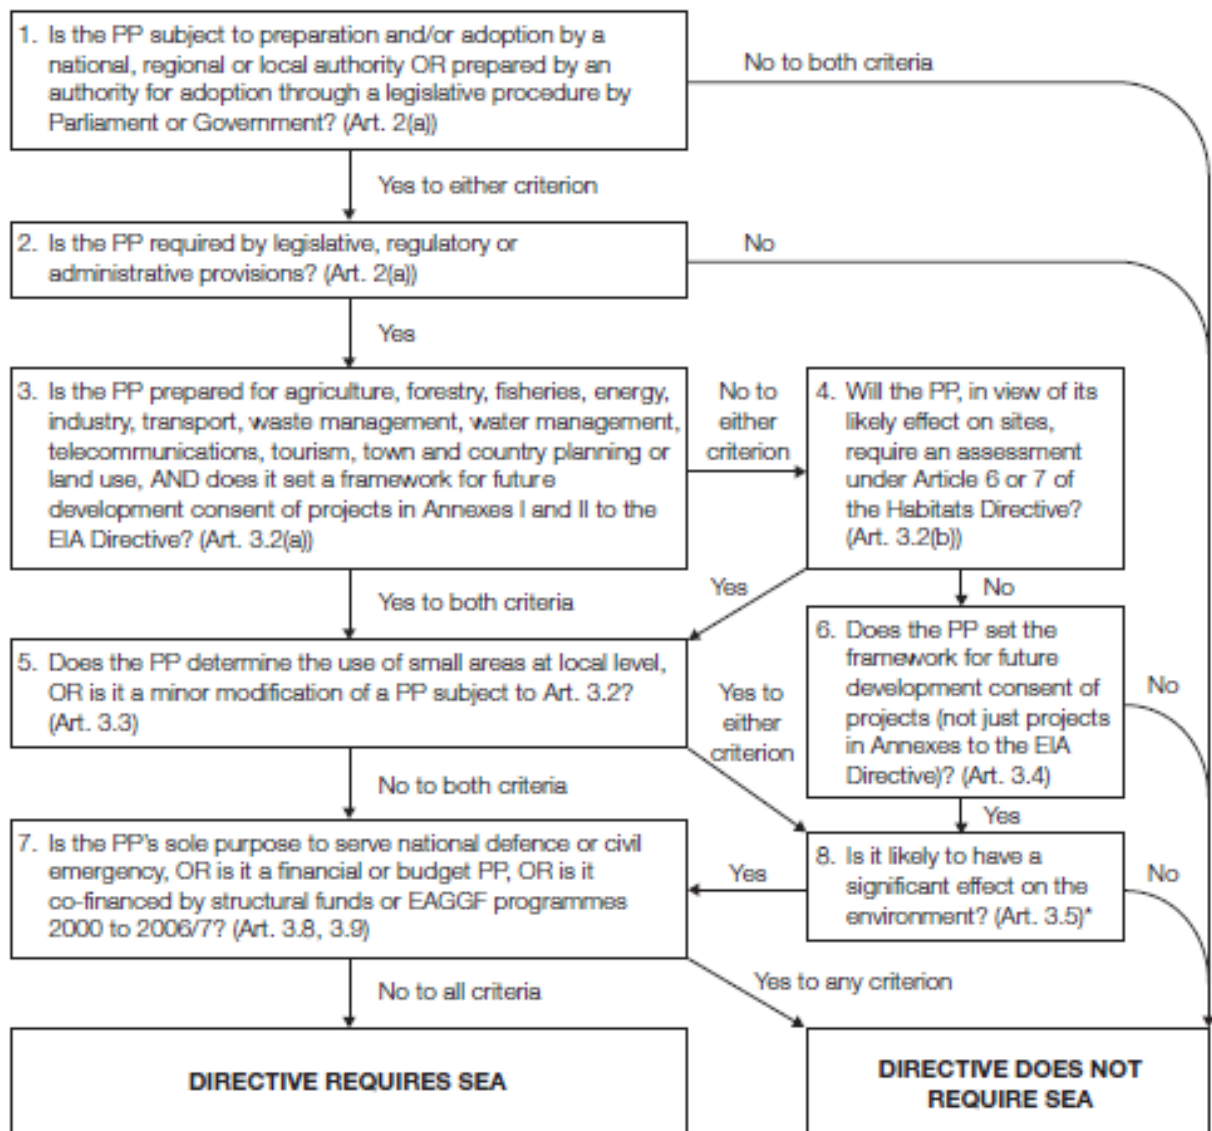 1. Is the PP subject to preparation and/or adoption by a
national, regional or local authority OR prepared by an
authority for adoption through a legislative procedure by
Parliament or Government? (Art. 2(a))
No to both criteria
Yes to either criterion
2. Is the PP required by legislative, regulatory or
administrative provisions? (Art. 2(a))
No
Yes
3. Is the PP prepared for agriculture, forestry, fisheries, energy,
industry, transport, waste management, water management,
telecommunications, tourism, town and country planning or
land use, AND does it set a framework for future
development consent of projects in Annexes I and II to the
EIA Directive? (Art. 3.2(a))
No to
either
criterion
4. Will the PP, in view of its
likely effect on sites,
require an assessment
under Article 6 or 7 of
the Habitats Directive?
(Art. 3.2(b))
Yes to both criteria
Yes
No
5. Does the PP determine the use of small areas at local level,
OR is it a minor modification of a PP subject to Art. 3.2?
(Art. 3.3)
Yes to
either
criterion
6. Does the PP set the
framework for future
development consent of
projects (not just projects
in Annexes to the EIA
Directive)? (Art. 3.4)
No
No to both criteria
Yes
7. Is the PP's sole purpose to serve national defence or civil
emergency, OR is it a financial or budget PP, OR is it
co-financed by structural funds or EAGGF programmes
2000 to 2006/7? (Art. 3.8, 3.9)
Yes
8. Is it likely to have a
significant effect on the
environment? (Art. 3.5)*
No
No to all criteria
Yes to any criterion
DIRECTIVE REQUIRES SEA
DIRECTIVE DOES NOT
REQUIRE SEA